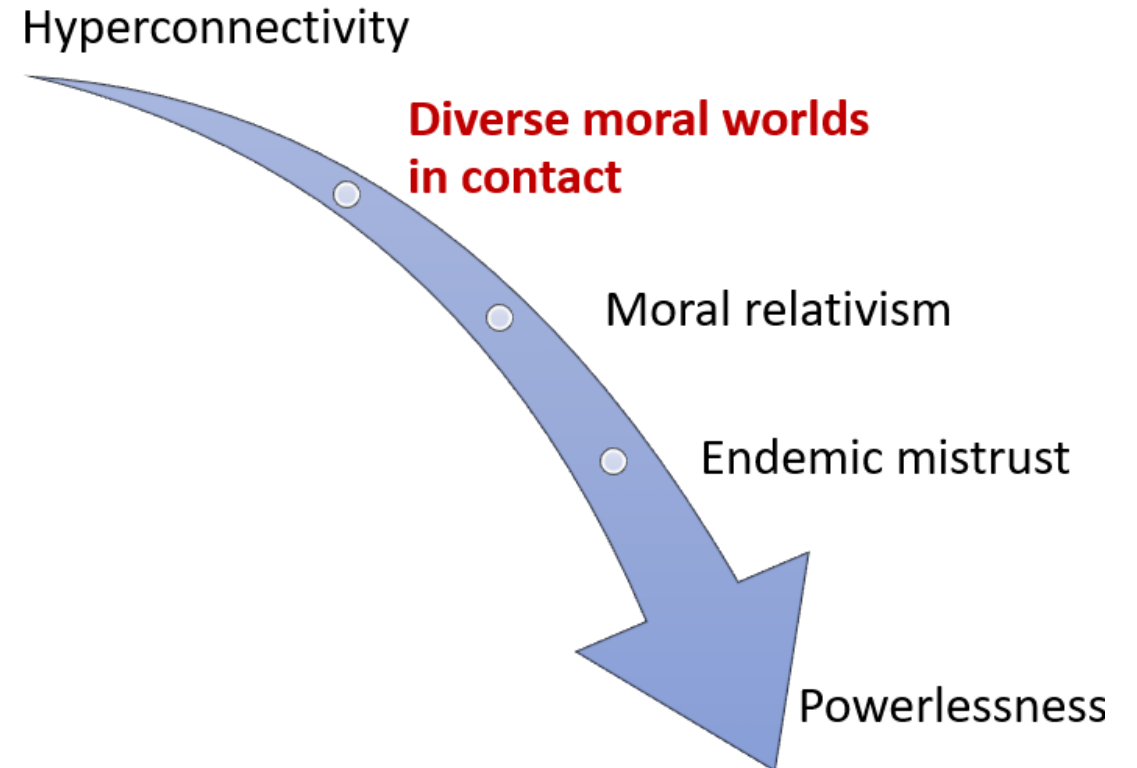 Hyperconnectivity
Diverse moral worlds
in contact
Moral relativism
Endemic mistrust
Powerlessness